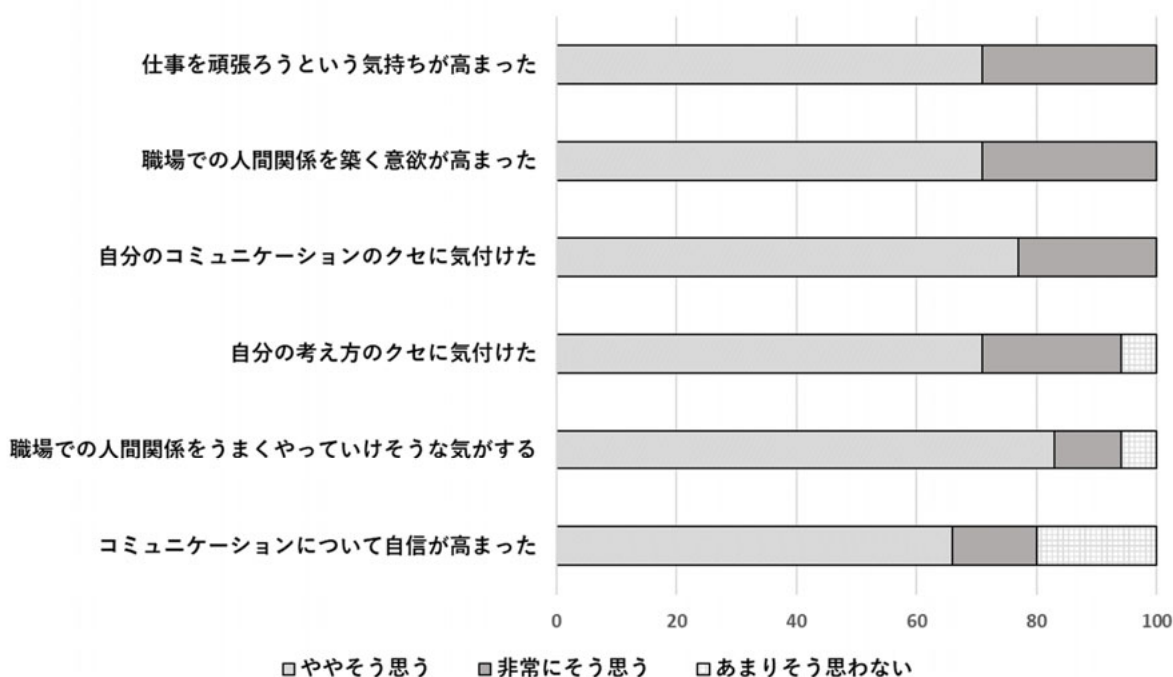 仕事を頑張ろうという気持ちが高まった
職場での人間関係を築く意欲が高まった
自分のコミュニケーションのクセに気付けた
自分の考え方のクセに気付けた
職場での人間関係をうまくやっていけそうな気がする
コミュニケーションについて自信が高まった
0 20 40 60 80 100
ややそう思う 非常にそう思う あまりそう思わない